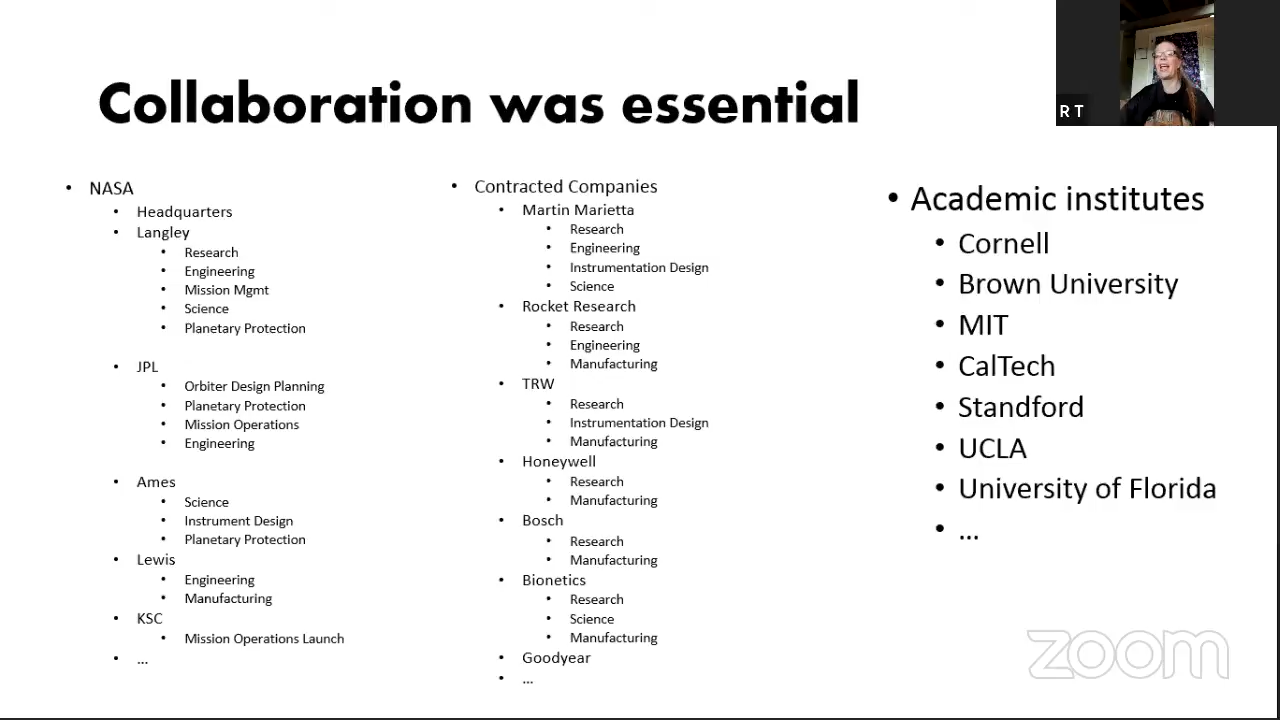 Collaboration was essential
R T
NASA
Headquarters
Langley
Research
Engineering
Mission Mgmt
Science
Planetary Protection
JPL
Orbiter Design Planning
Planetary Protection
Mission Operations
Engineering
Ames
Science
Instrument Design
Planetary Protection
Lewis
Engineering
Manufacturing
KSC
Mission Operations Launch
...
Contracted Companies
Martin Marietta
Research
Engineering
Instrumentation Design
Science
Rocket Research
Research
Engineering
Manufacturing
TRW
Research
Instrumentation Design
Manufacturing
Honeywell
Research
Manufacturing
Bosch
Research
Manufacturing
Bionetics
Research
Science
Manufacturing
Goodyear
...
Academic institutes
Cornell
Brown University
MIT
CalTech
Standford
UCLA
University of Florida
...
zoom